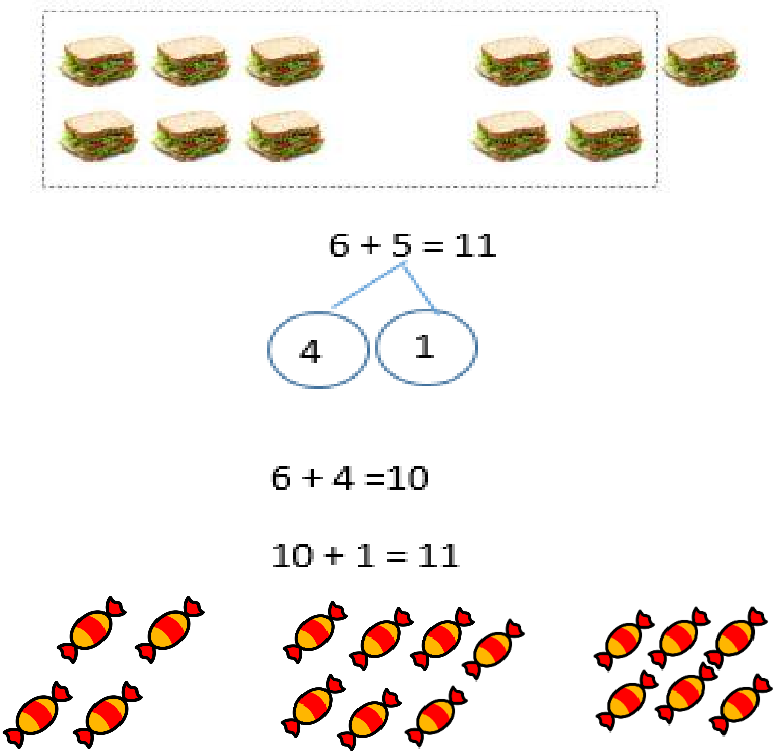 6 + 5 = 11
4 1
6 + 4 =10
10 + 1 = 11